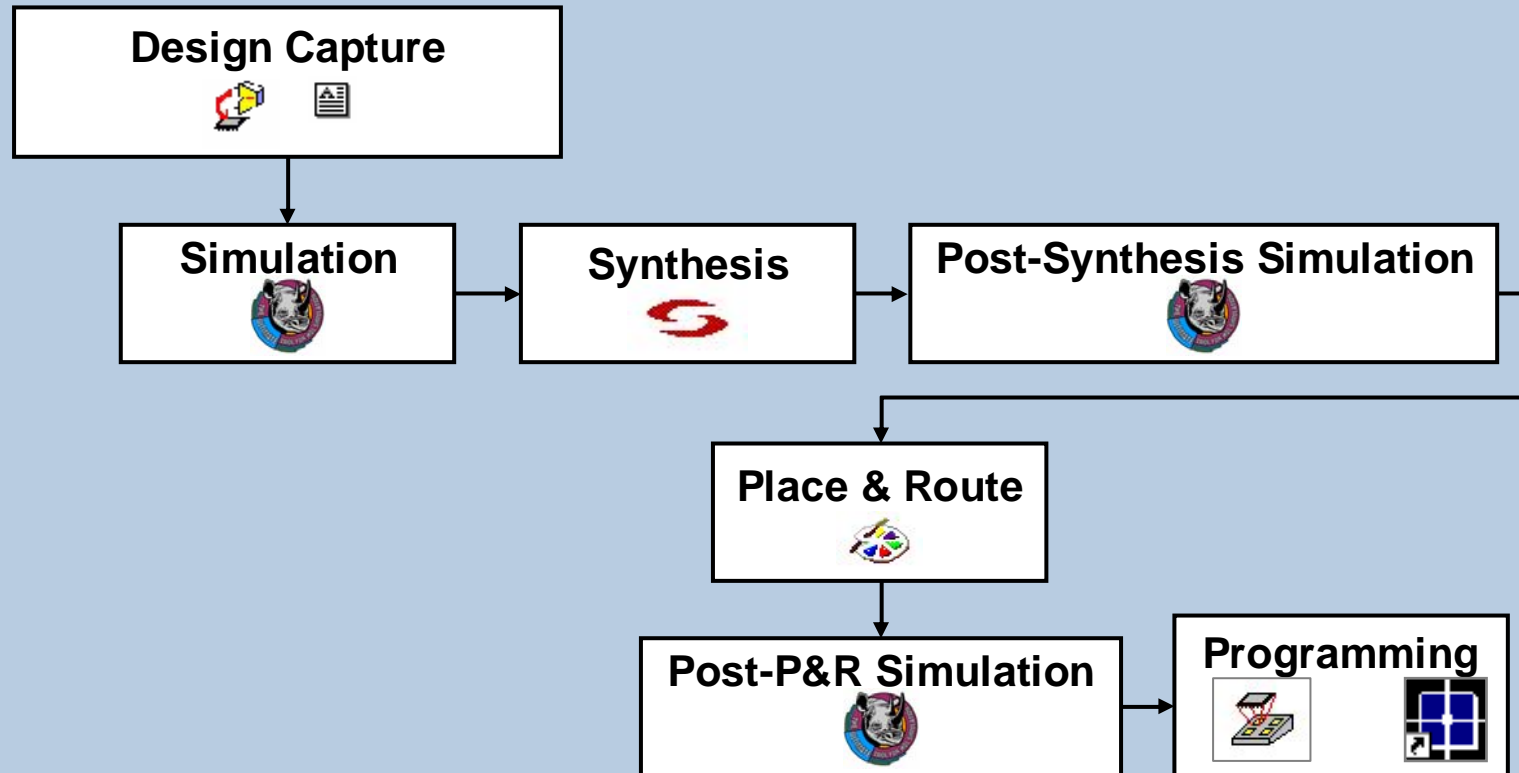 Design Capture
Simulation
Synthesis
Post-Synthesis Simulation
Place & Route
Post-P&R Simulation
Programming